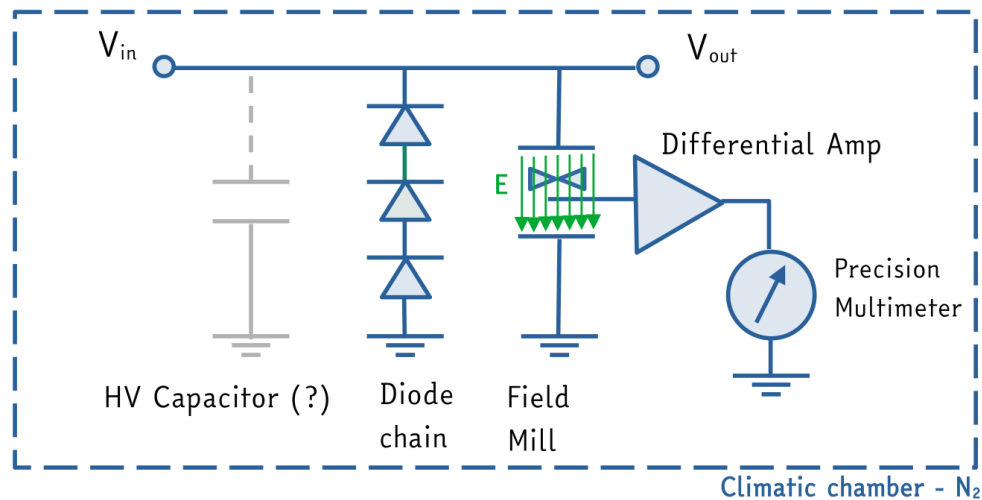 Vin
Vout
Differential Amp
E
Precision
Multimeter
HV Capacitor (?)
Diode
chain
Field
Mill
Climatic chamber - N2